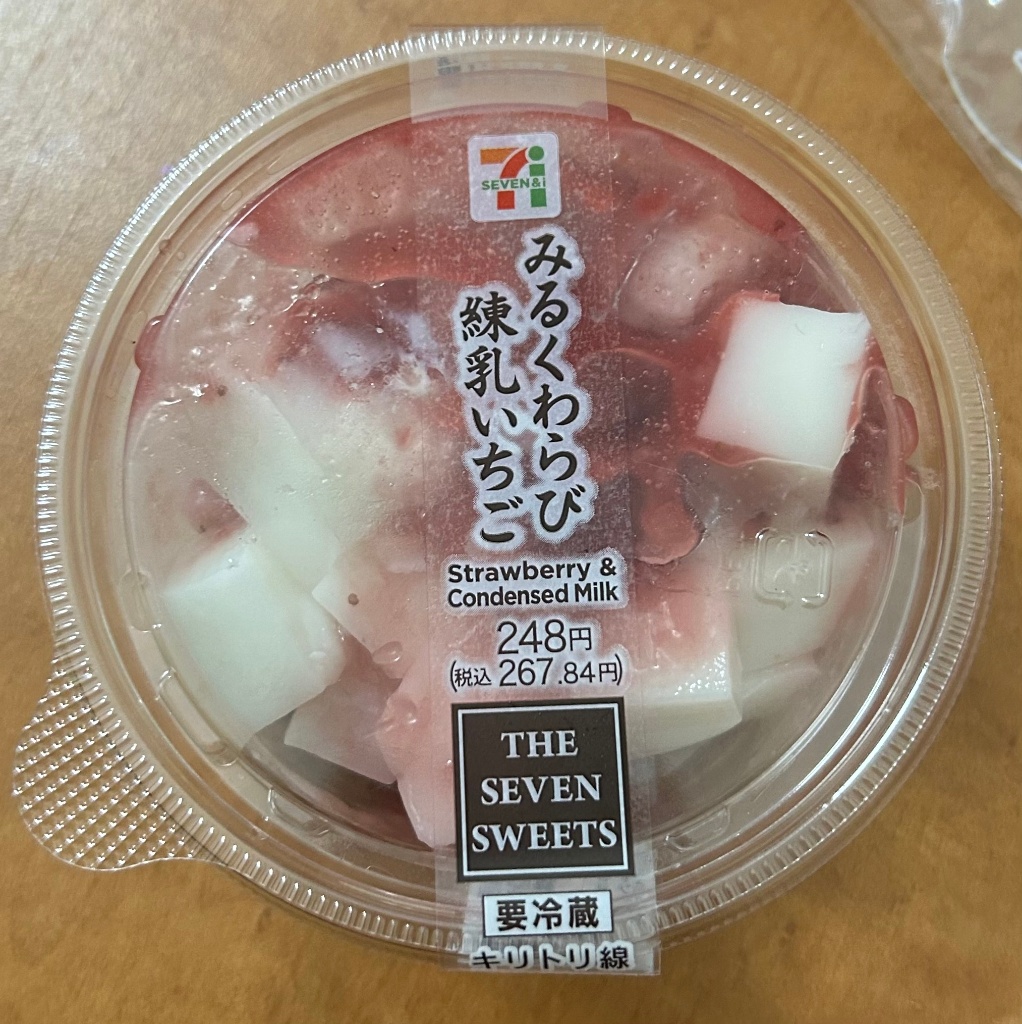 SEVEN&i
みるくわらび
練乳いちご
Strawberry &
Condensed Milk
248円
(税込 267.84円)
THE
SEVEN
SWEETS
要冷蔵
キリトリ線